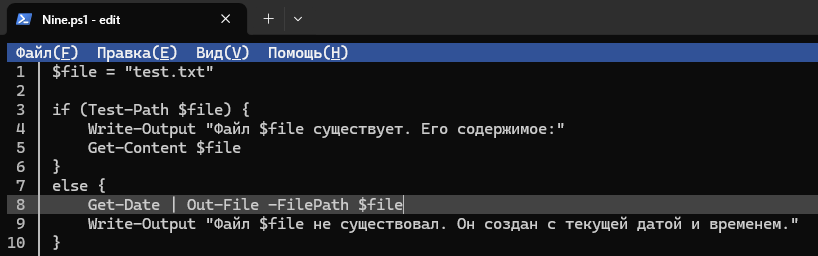 Nine.ps1 - edit
Файл(F) Правка(E) Вид(V) Помощь(H)
1 $file = "test.txt"
2
3 if (Test-Path $file) {
4     Write-Output "Файл $file существует. Его содержимое:"
5     Get-Content $file
6 }
7 else {
8     Get-Date | Out-File -FilePath $file
9     Write-Output "Файл $file не существовал. Он создан с текущей датой и временем."
10 }